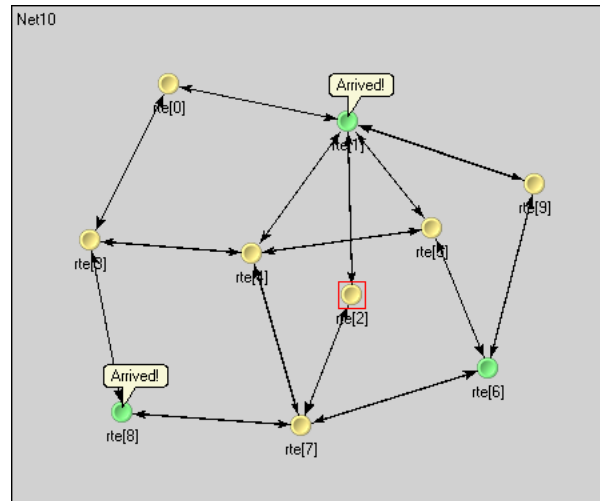 Net10
Arrived!
rte[0]
rte[1]
rte[9]
rte[3]
rte[4]
rte[5]
rte[2]
Arrived!
rte[6]
rte[8]
rte[7]